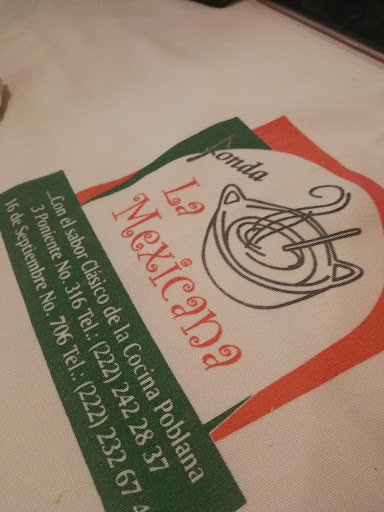 Fonda
La
Mexicana
...Con el sabor Clásico de la Cocina Poblana
3 Poniente No. 316 Tel.: (222) 242 28 37
16 de Septiembre No. 706 Tel.: (222) 232 67 4